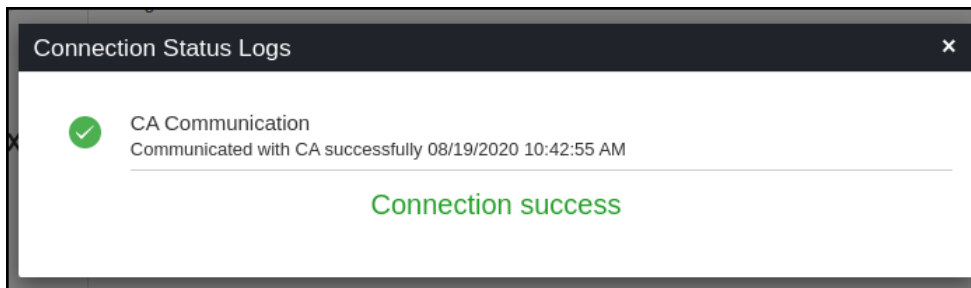 Connection Status Logs ×
CA Communication
Communicated with CA successfully 08/19/2020 10:42:55 AM
Connection success